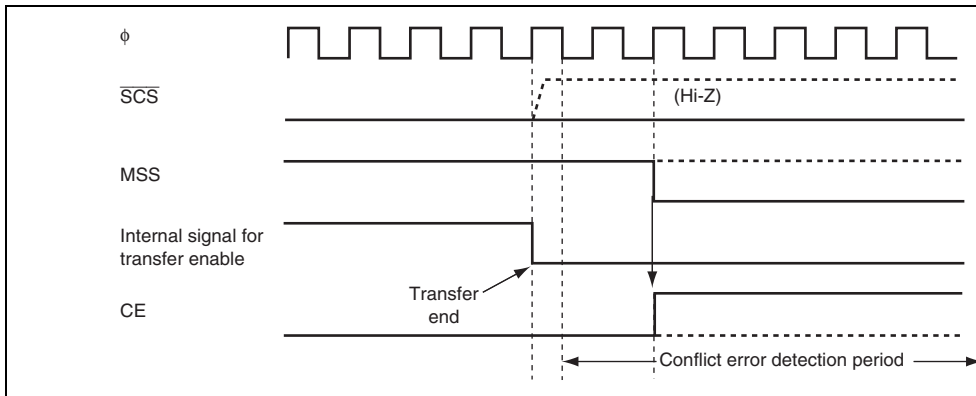 φ
SCS
(Hi-Z)
MSS
Internal signal for
transfer enable
Transfer
end
CE
Conflict error detection period